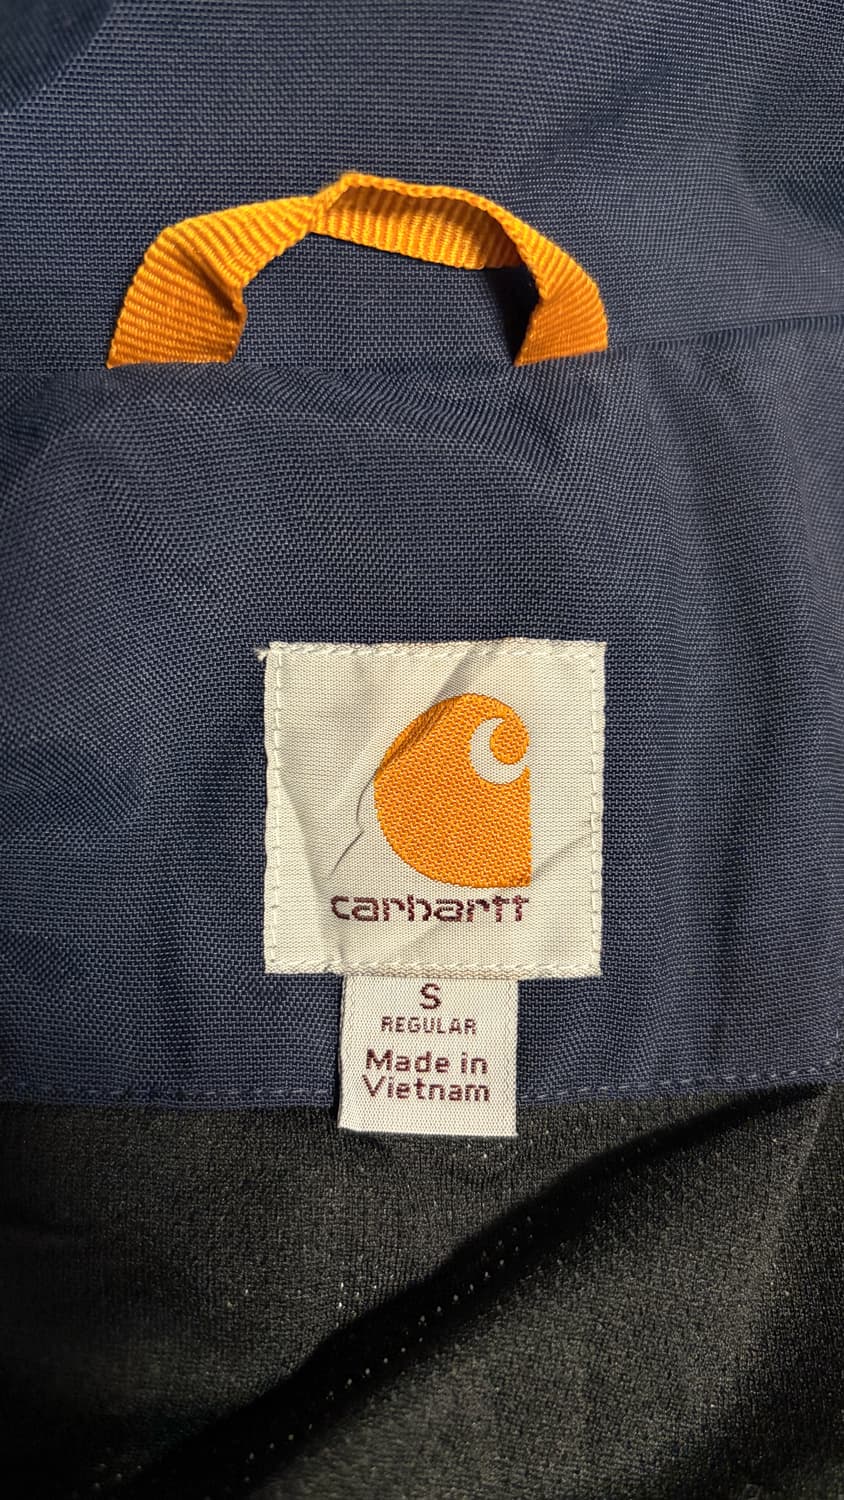 carhartt
S
REGULAR
Made in
Vietnam